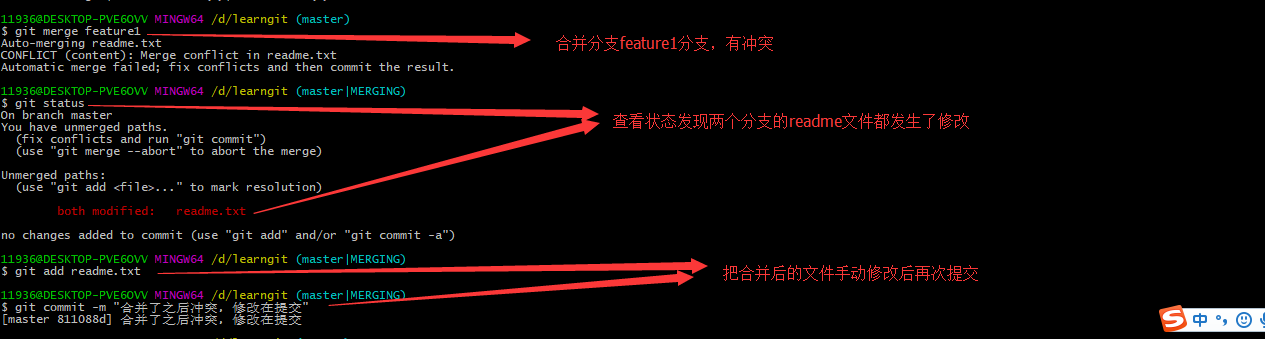 11936@DESKTOP-PVE6OVV MINGW64 /d/learngit (master)
$ git merge feature1
Auto-merging readme.txt
合并分支feature1分支，有冲突
CONFLICT (content): Merge conflict in readme.txt
Automatic merge failed; fix conflicts and then commit the result.
11936@DESKTOP-PVE6OVV MINGW64 /d/learngit (master|MERGING)
$ git status
On branch master
查看状态发现两个分支的readme文件都发生了修改
You have unmerged paths.
(fix conflicts and run "git commit")
(use "git merge --abort" to abort the merge)
Unmerged paths:
(use "git add <file>..." to mark resolution)
both modified: readme.txt
no changes added to commit (use "git add" and/or "git commit -a")
11936@DESKTOP-PVE6OVV MINGW64 /d/learngit (master|MERGING)
$ git add readme.txt
把合并后的文件手动修改后再次提交
11936@DESKTOP-PVE6OVV MINGW64 /d/learngit (master|MERGING)
$ git commit -m "合并了之后冲突，修改在提交"
[master 811088d] 合并了之后冲突，修改在提交
中